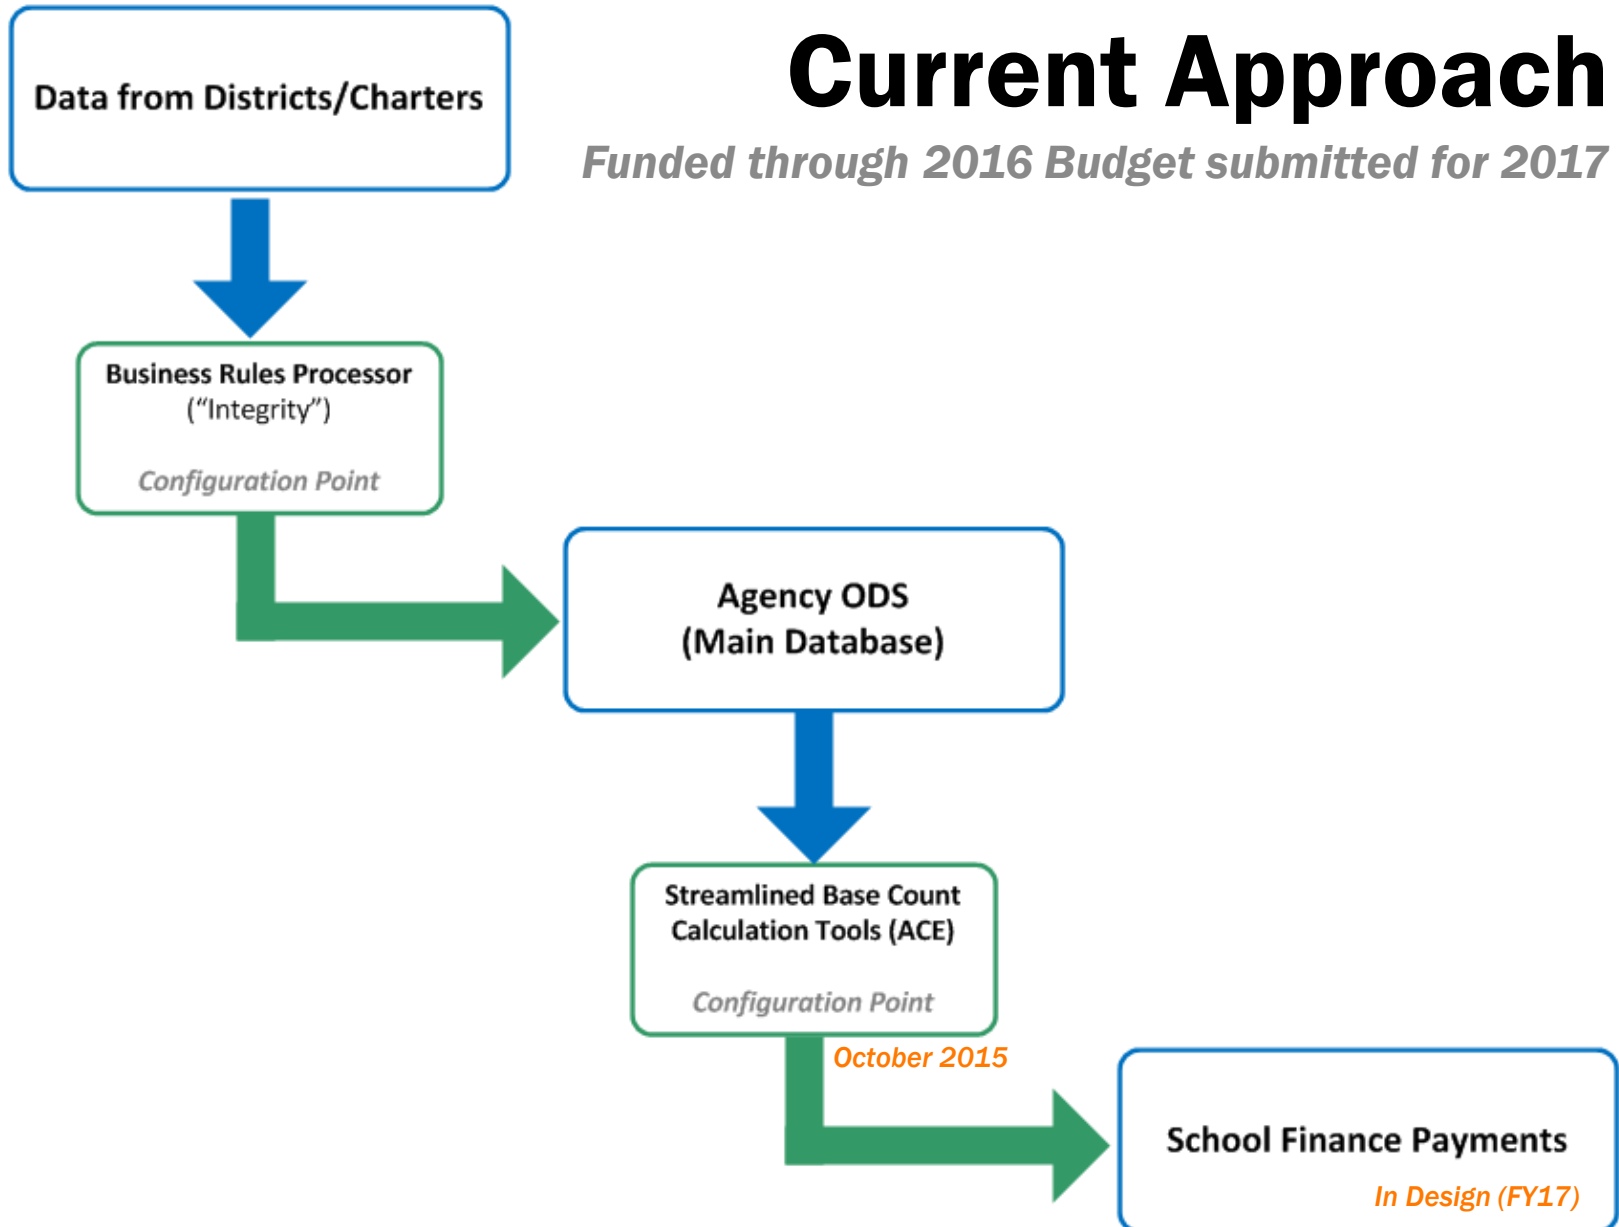 Current Approach
Funded through 2016 Budget submitted for 2017
Data from Districts/Charters
Business Rules Processor
(“Integrity”)
Configuration Point
Agency ODS
(Main Database)
Streamlined Base Count
Calculation Tools (ACE)
Configuration Point
October 2015
School Finance Payments
In Design (FY17)